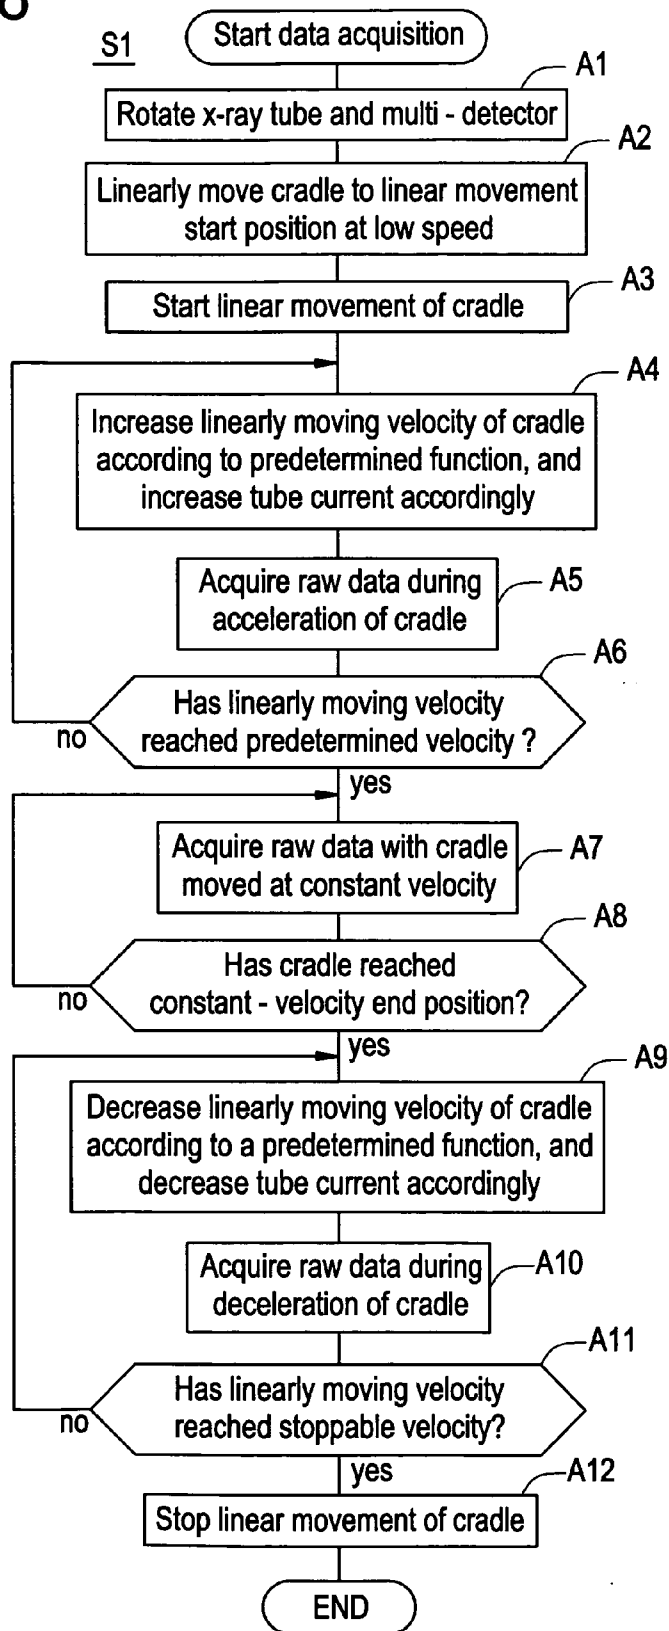 S1
Start data acquisition
A1
Rotate x-ray tube and multi - detector
A2
Linearly move cradle to linear movement
start position at low speed
A3
Start linear movement of cradle
A4
Increase linearly moving velocity of cradle
according to predetermined function, and
increase tube current accordingly
A5
Acquire raw data during
acceleration of cradle
A6
Has linearly moving velocity
reached predetermined velocity ?
no
yes
A7
Acquire raw data with cradle
moved at constant velocity
A8
Has cradle reached
constant - velocity end position?
no
yes
A9
Decrease linearly moving velocity of cradle
according to a predetermined function, and
decrease tube current accordingly
A10
Acquire raw data during
deceleration of cradle
A11
Has linearly moving velocity
reached stoppable velocity?
no
yes
A12
Stop linear movement of cradle
END